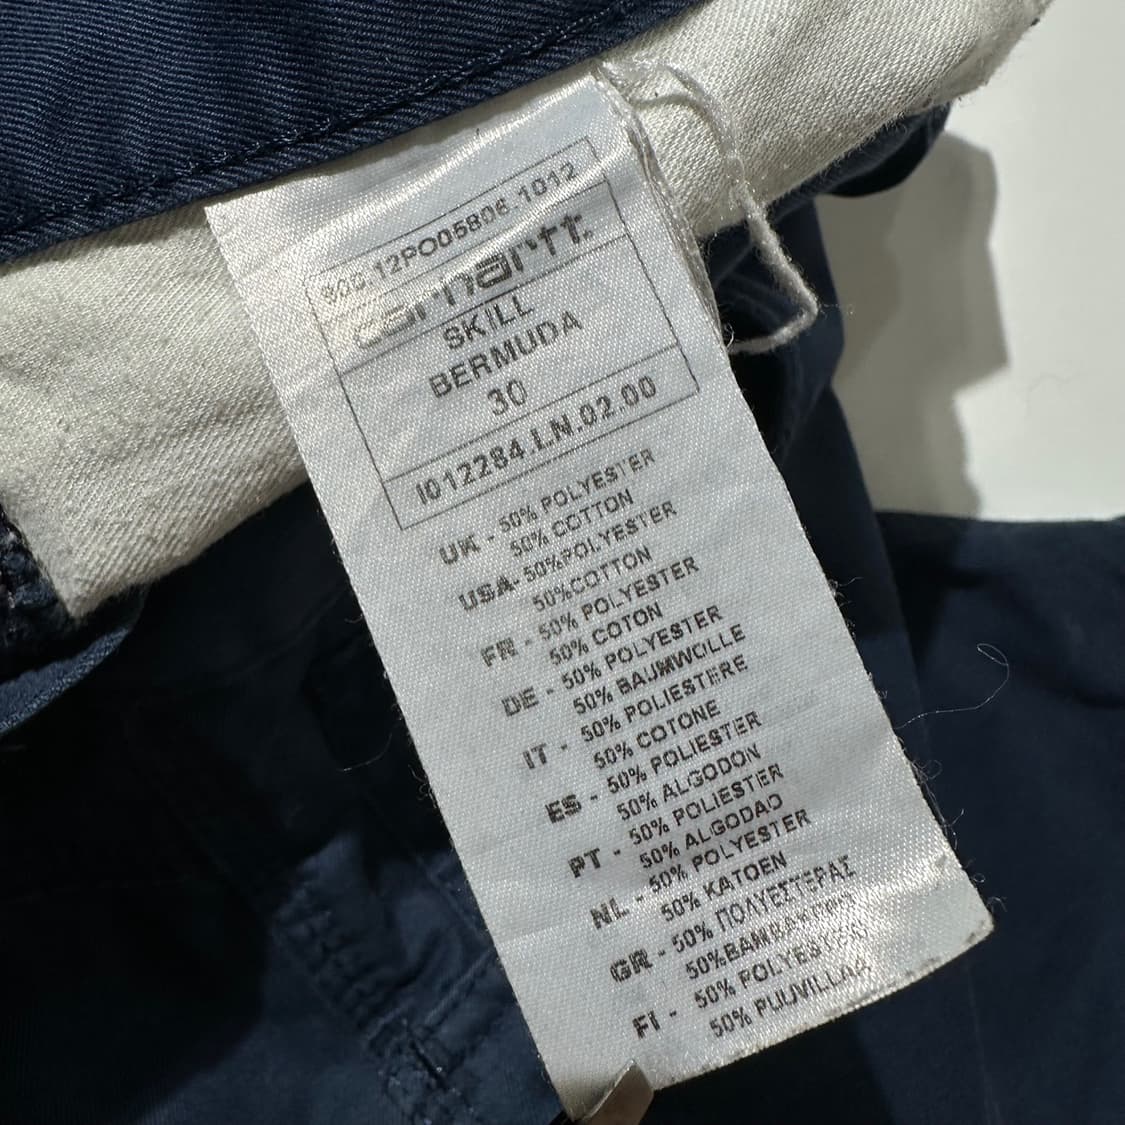 12PO05806.1012
carhartt.
SKILL
BERMUDA
30
I012284.I.N.02.00
UK - 50% POLYESTER
50% COTTON
USA- 50%POLYESTER
50%COTTON
FR - 50% POLYESTER
50% COTON
DE - 50% POLYESTER
50% BAUMWOLLE
IT - 50% POLIESTERE
50% COTONE
ES - 50% POLIESTER
50% ALGODON
PT - 50% POLIESTER
50% ALGODAO
NL - 50% POLYESTER
50% KATOEN
GR - 50% ΠΟΛΥΕΣΤΕΡΑΣ
FI - 50% POLYESTERI
50% PUUVILLAA